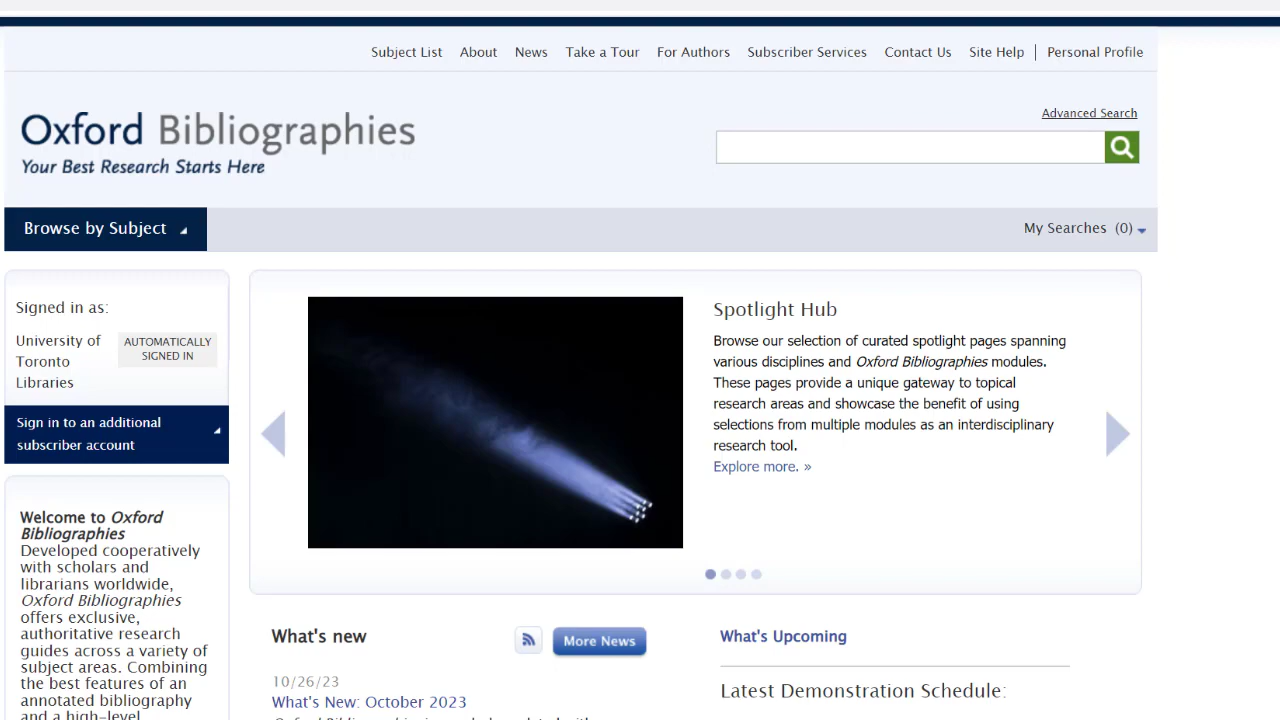 Subject List About News Take a Tour For Authors Subscriber Services Contact Us Site Help Personal Profile
Oxford Bibliographies
Your Best Research Starts Here
Advanced Search
Browse by Subject
My Searches (0)
Signed in as:
University of
Toronto
Libraries
AUTOMATICALLY
SIGNED IN
Sign in to an additional
subscriber account
Welcome to Oxford
Bibliographies
Developed cooperatively
with scholars and
librarians worldwide,
Oxford Bibliographies
offers exclusive,
authoritative research
guides across a variety of
subject areas. Combining
the best features of an
annotated bibliography
and a high-level
Spotlight Hub
Browse our selection of curated spotlight pages spanning
various disciplines and Oxford Bibliographies modules.
These pages provide a unique gateway to topical
research areas and showcase the benefit of using
selections from multiple modules as an interdisciplinary
research tool.
Explore more. »
What's new
More News
10/26/23
What's New: October 2023
What's Upcoming
Latest Demonstration Schedule: